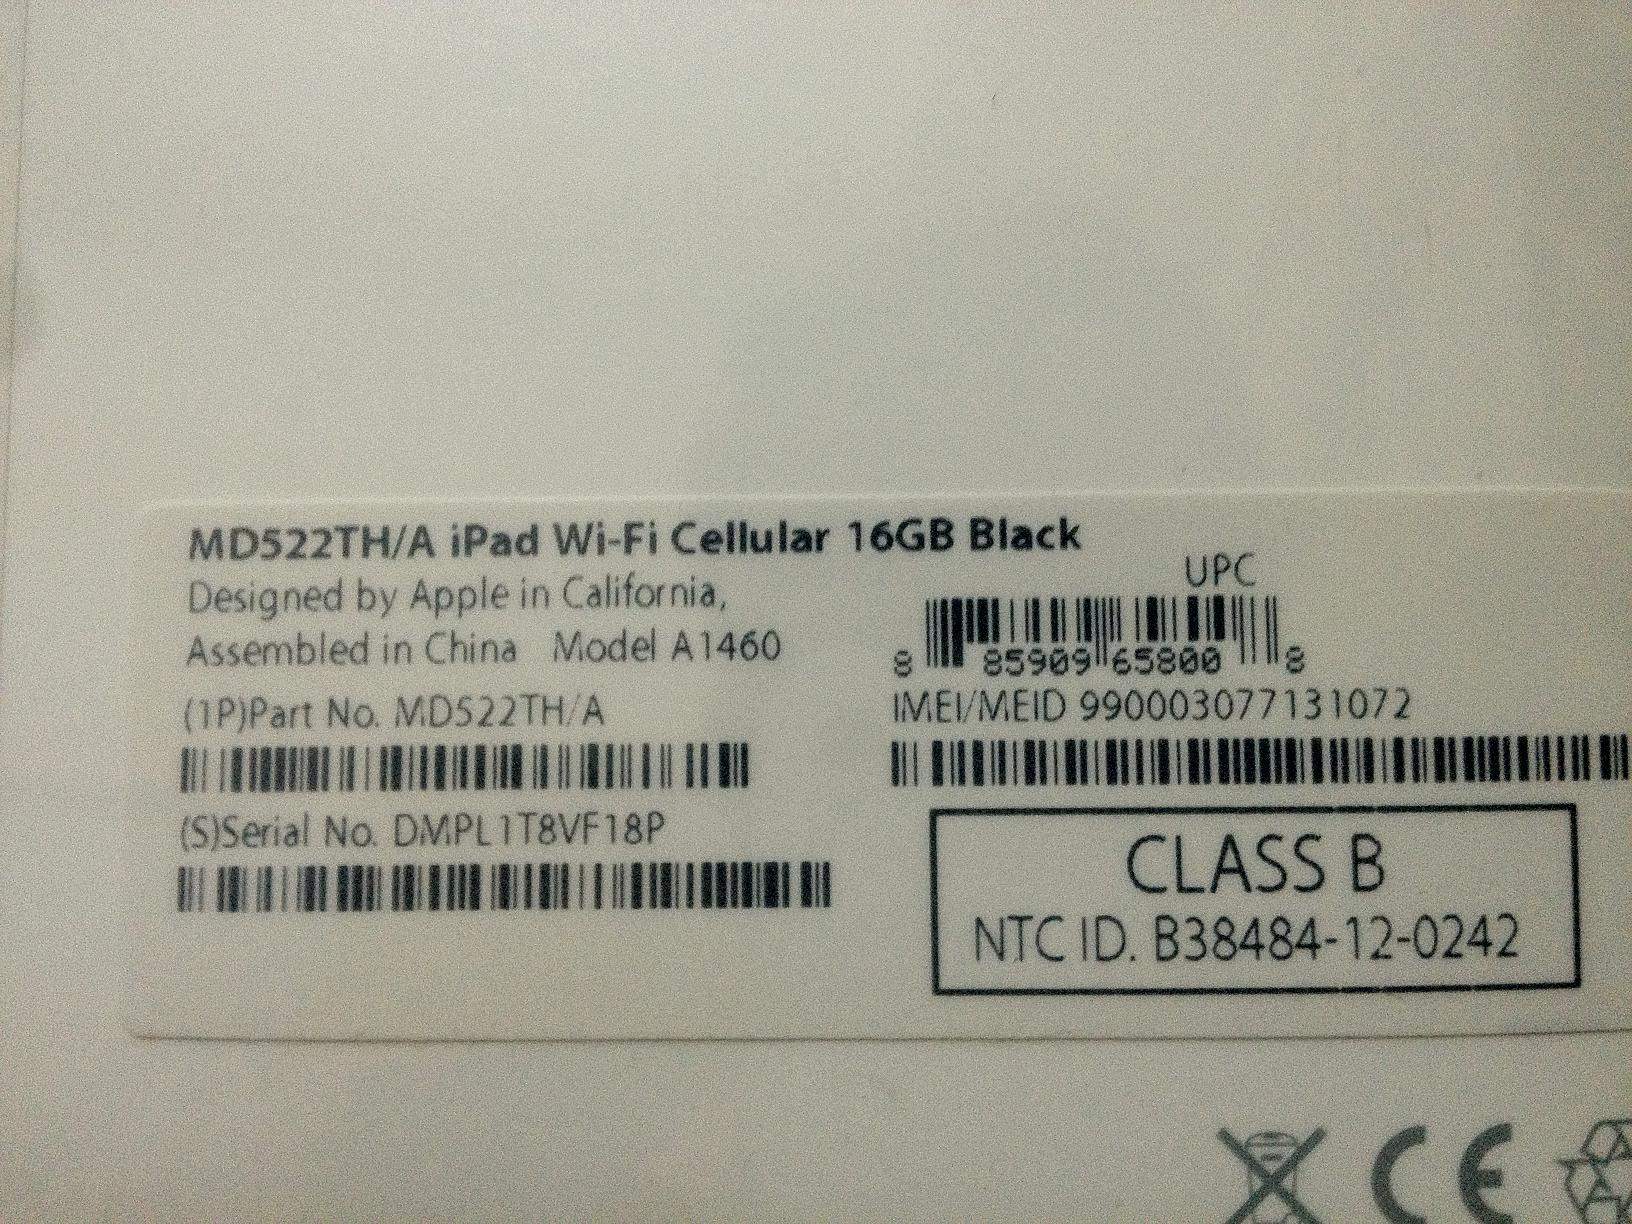 MD522TH/A iPad Wi-Fi Cellular 16GB Black
Designed by Apple in California,
Assembled in China Model A1460
(1P)Part No. MD522TH/A
(S)Serial No. DMPL1T8VF18P
UPC
8 85909 65800 8
IMEI/MEID 990003077131072
CLASS B
NTC ID. B38484-12-0242
CE